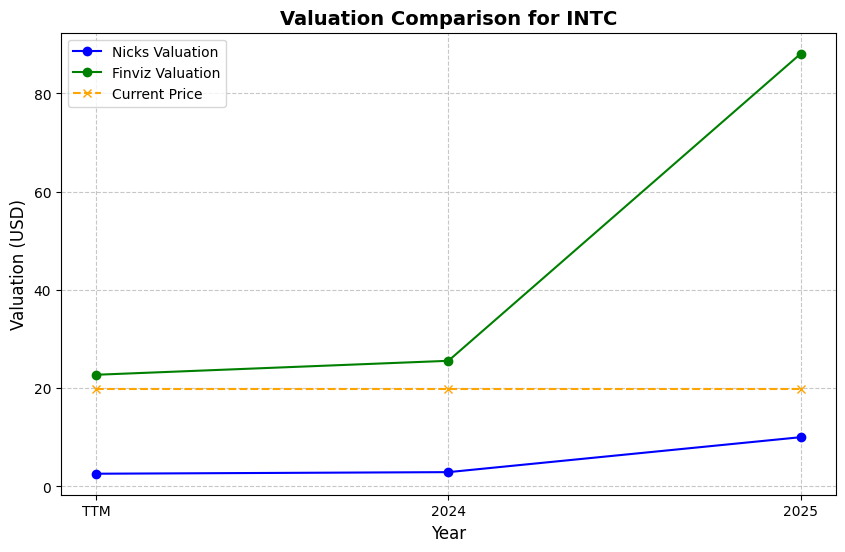 Valuation Comparison for INTC
Nicks Valuation
Finviz Valuation
Current Price
Valuation (USD)
80
60
40
20
0
TTM
2024
2025
Year